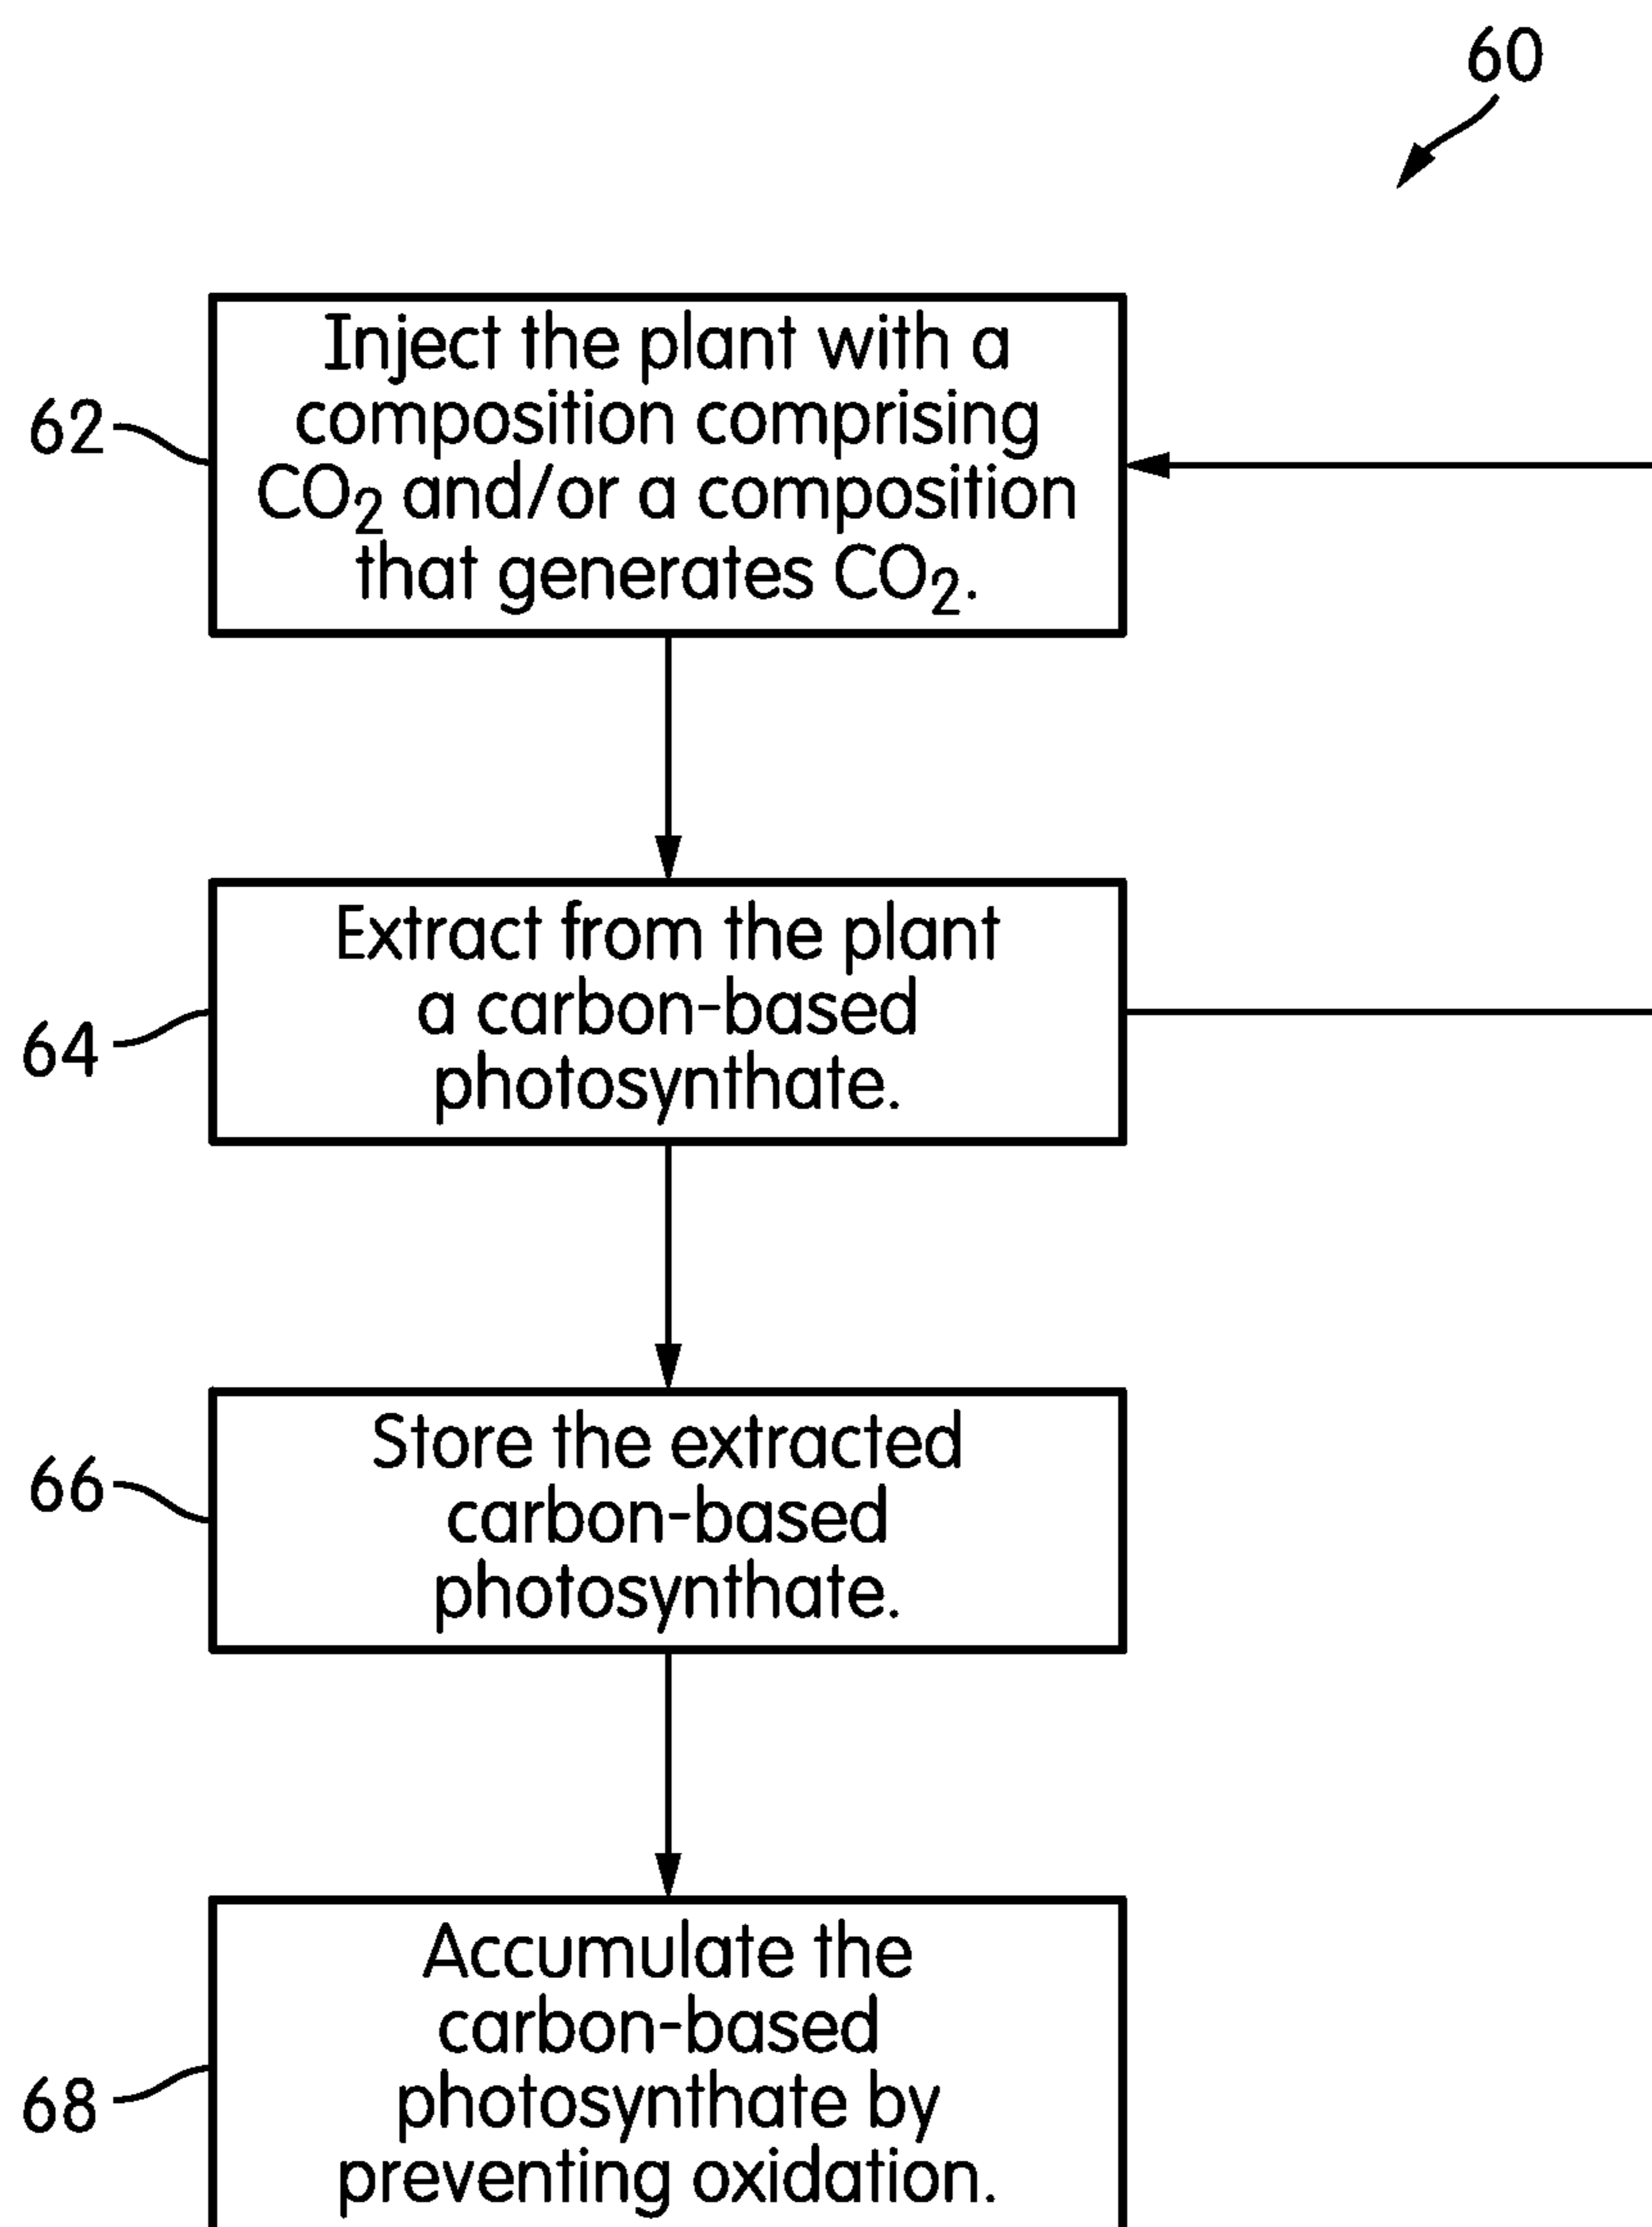 60
62
Inject the plant with a
composition comprising
CO₂ and/or a composition
that generates CO₂.
64
Extract from the plant
a carbon-based
photosynthate.
66
Store the extracted
carbon-based
photosynthate.
68
Accumulate the
carbon-based
photosynthate by
preventing oxidation.